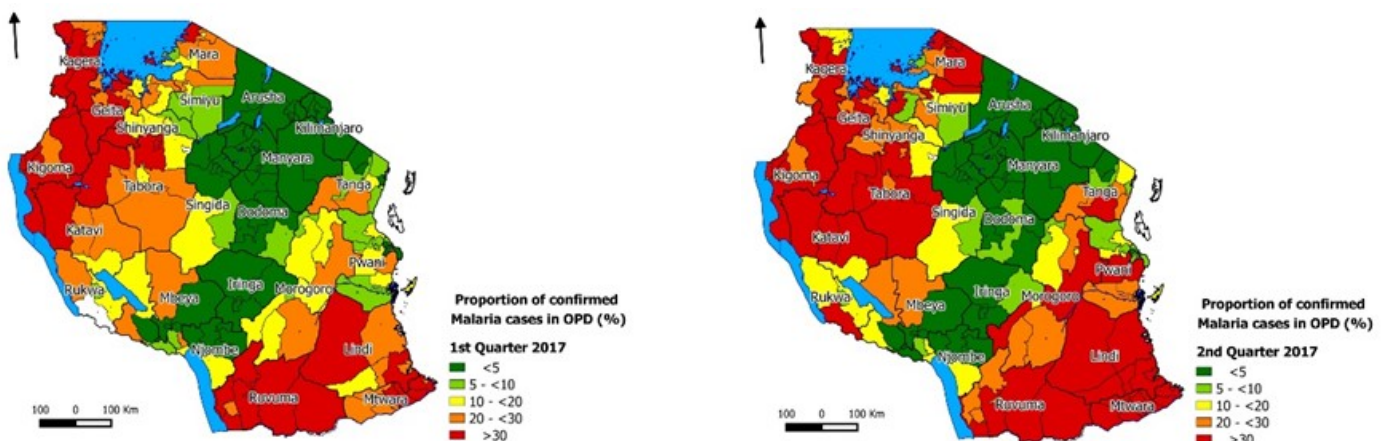 Kagera
Mara
Geita
Simiyu
Arusha
Shinyanga
Kilimanjaro
Kigoma
Manyara
Tabora
Tanga
Singida
Dodoma
Katavi
Pwani
Rukwa
Mbeya
Iringa
Morogoro
Njombe
Lindi
Ruvuma
Mtwara
Proportion of confirmed
Malaria cases in OPD (%)
1st Quarter 2017
<5
5 - <10
10 - <20
20 - <30
>30
100 0 100 Km
Kagera
Mara
Geita
Simiyu
Arusha
Shinyanga
Kilimanjaro
Kigoma
Manyara
Tabora
Tanga
Singida
Dodoma
Katavi
Pwani
Rukwa
Mbeya
Iringa
Morogoro
Njombe
Lindi
Ruvuma
Mtwara
Proportion of confirmed
Malaria cases in OPD (%)
2nd Quarter 2017
<5
5 - <10
10 - <20
20 - <30
>30
100 0 100 Km